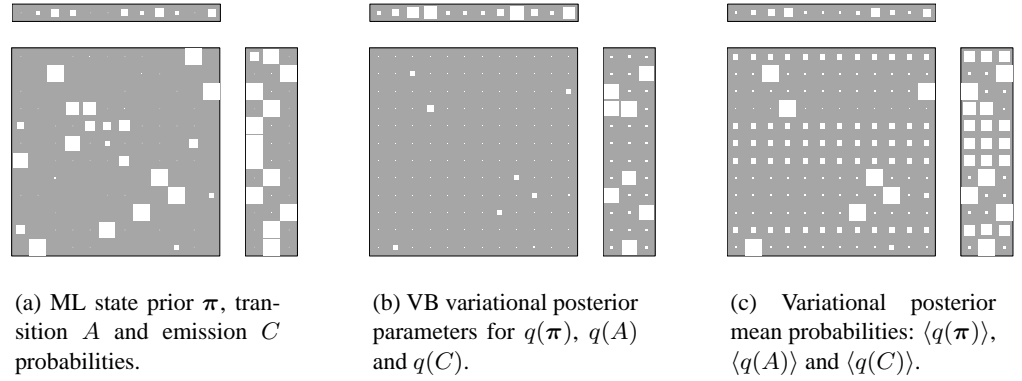 (a) ML state prior π, tran-
sition A and emission C
probabilities.
(b) VB variational posterior
parameters for q(π), q(A)
and q(C).
(c) Variational posterior
mean probabilities: ⟨q(π)⟩,
⟨q(A)⟩ and ⟨q(C)⟩.